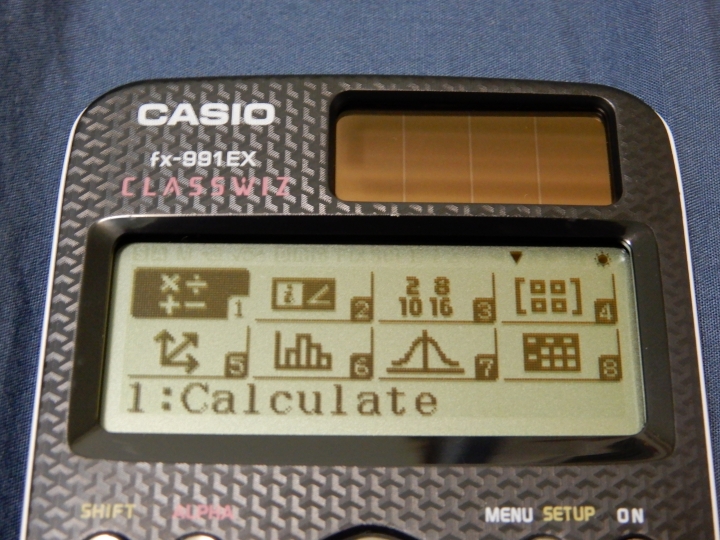 CASIO
fx-991EX
CLASSWIZ
×÷
+− 1
i 2
2 8
10 16 3
4
5
6
7
8
1:Calculate
SHIFT ALPHA MENU SETUP ON